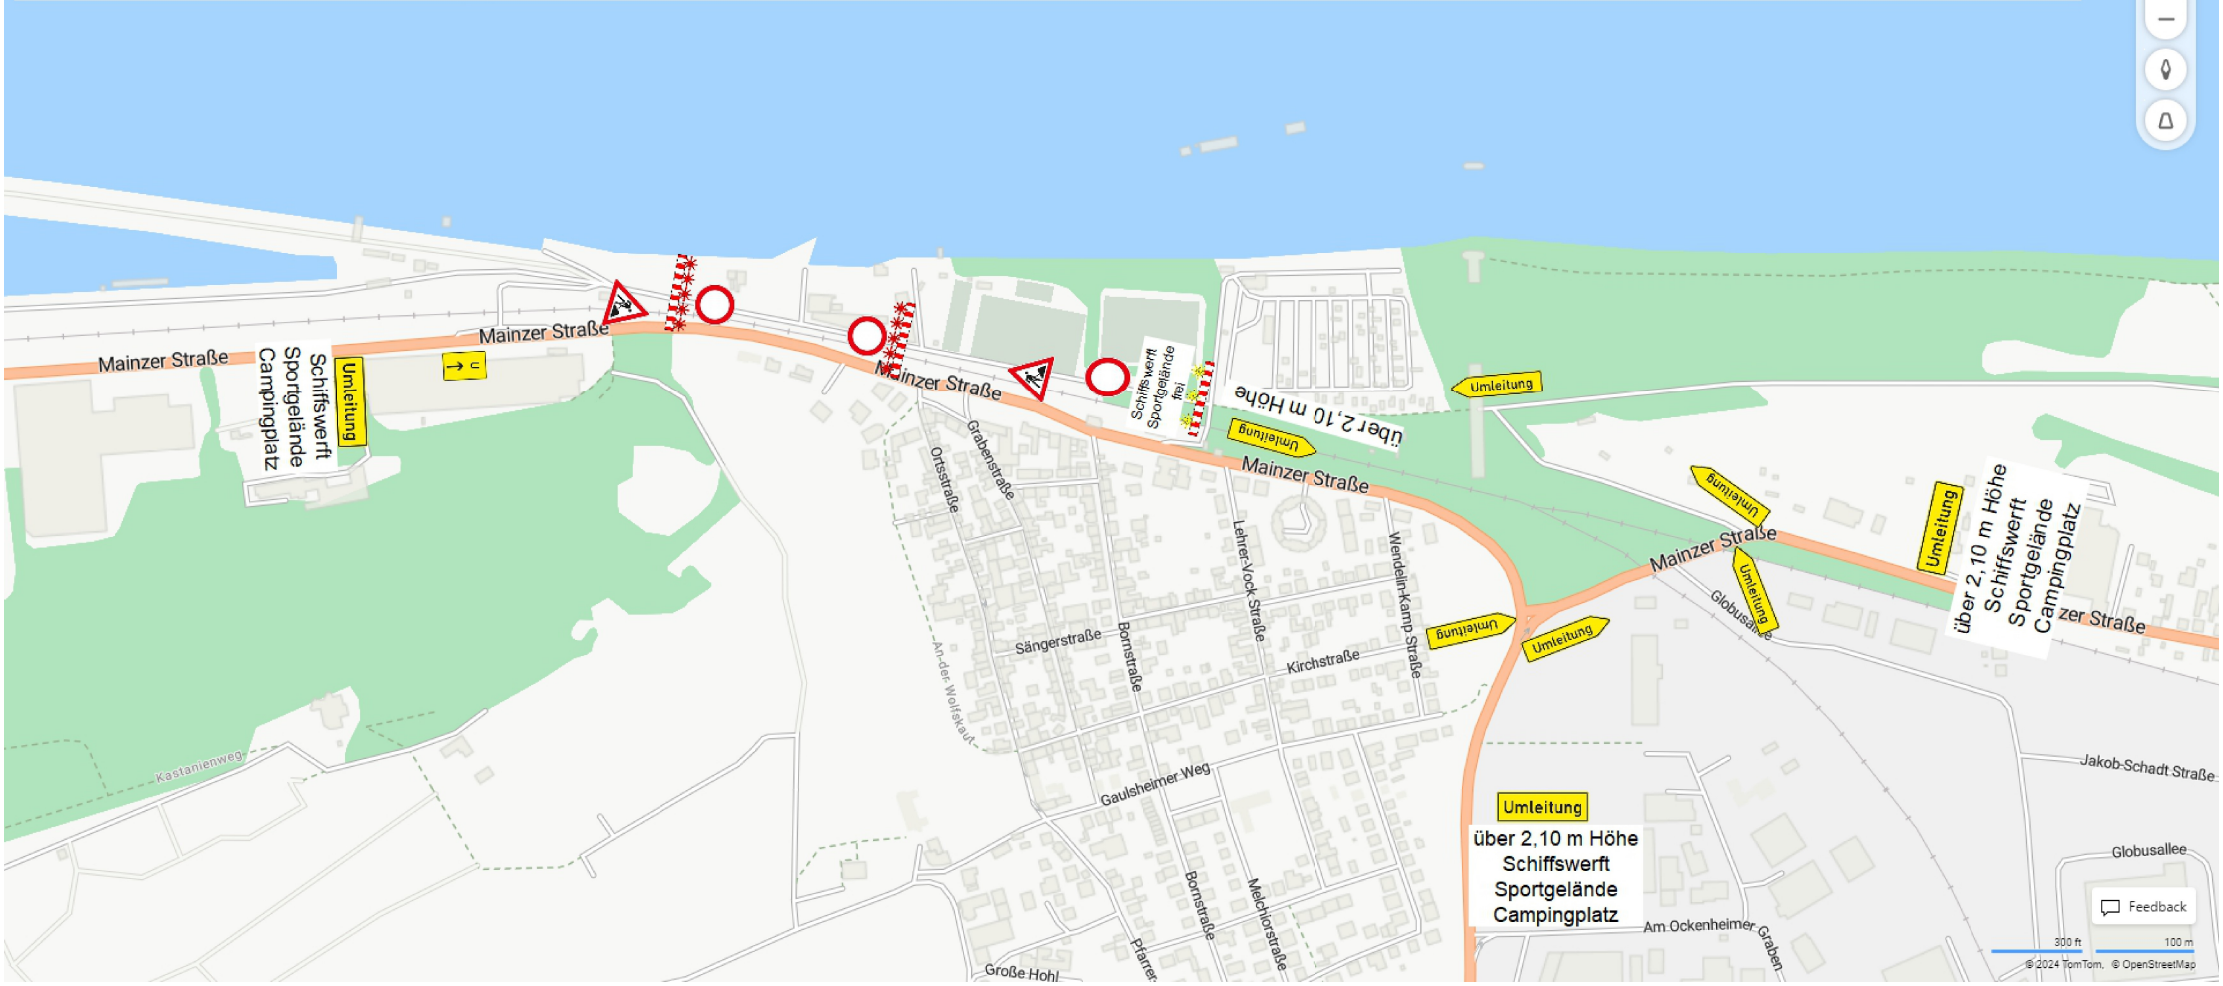 Mainzer Straße
Mainzer Straße
Mainzer Straße
Mainzer Straße
Mainzer Straße
zer Straße
Umleitung
Schiffswerft
Sportgelände
Campingplatz
U
Schiffswerft
Sportgelände
frei
über 2,10 m Höhe
Umleitung
Umleitung
Umleitung
Umleitung
Umleitung
über 2,10 m Höhe
Schiffswerft
Sportgelände
Campingplatz
Umleitung
Umleitung
Umleitung
über 2,10 m Höhe
Schiffswerft
Sportgelände
Campingplatz
Ortsstraße
Grabenstraße
Lehrer-Vock Straße
Wendelin-Kamp Straße
Sängerstraße
Bornstraße
Kirchstraße
An der Wolfskaut
Gaulsheimer Weg
Kastanienweg
Bornstraße
Melchiorstraße
Pfarrer-
Große Hohl
Globusallee
Jakob-Schadt Straße
Globusallee
Am Ockenheimer Graben
Feedback
300 ft
100 m
© 2024 TomTom, © OpenStreetMap